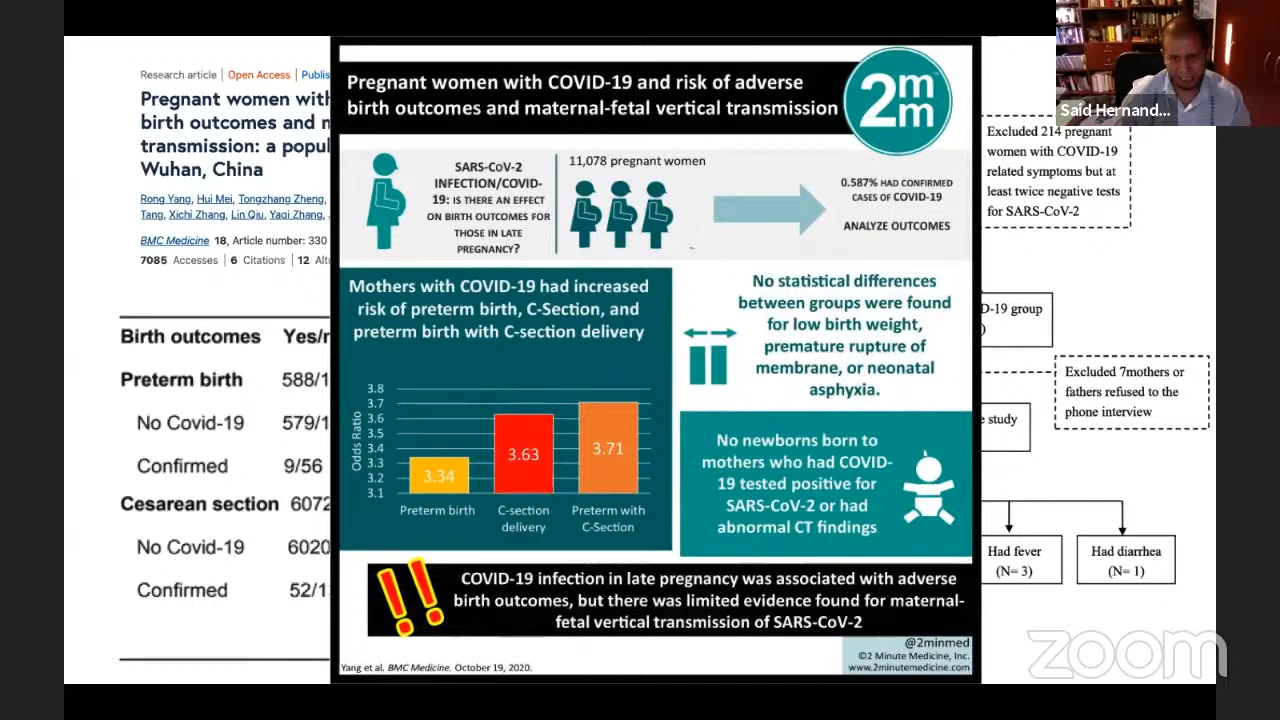 Research article | Open Access | Publis
Pregnant women with
birth outcomes and m
transmission: a popul
Wuhan, China
Rong Yang, Hui Mei, Tongzhang Zheng,
Tang, Xichi Zhang, Lin Qiu, Yaqi Zhang,
BMC Medicine 18, Article number: 330
7085 Accesses | 6 Citations | 12 Alt
Birth outcomes Yes/n
Preterm birth 588/1
No Covid-19 579/1
Confirmed 9/56
Cesarean section 6072
No Covid-19 6020
Confirmed 52/1
Pregnant women with COVID-19 and risk of adverse
birth outcomes and maternal-fetal vertical transmission
2m
m
SARS-CoV-2
INFECTION/COVID-
19: IS THERE AN EFFECT
ON BIRTH OUTCOMES FOR
THOSE IN LATE
PREGNANCY?
11,078 pregnant women
0.587% HAD CONFIRMED
CASES OF COVID-19
ANALYZE OUTCOMES
Mothers with COVID-19 had increased
risk of preterm birth, C-Section, and
preterm birth with C-section delivery
Odds Ratio
3.8
3.7
3.6
3.5
3.4
3.3
3.2
3.1
3.34
3.63
3.71
Preterm birth
C-section
delivery
Preterm with
C-Section
No statistical differences
between groups were found
for low birth weight,
premature rupture of
membrane, or neonatal
asphyxia.
No newborns born to
mothers who had COVID-
19 tested positive for
SARS-CoV-2 or had
abnormal CT findings
COVID-19 infection in late pregnancy was associated with adverse
birth outcomes, but there was limited evidence found for maternal-
fetal vertical transmission of SARS-CoV-2
@2minmed
©2 Minute Medicine, Inc.
www.2minutemedicine.com
Yang et al. BMC Medicine. October 19, 2020.
Said Hernand...
Excluded 214 pregnant
women with COVID-19
related symptoms but at
least twice negative tests
for SARS-CoV-2
D-19 group
)
Excluded 7mothers or
fathers refused to the
phone interview
e study
Had fever
(N= 3)
Had diarrhea
(N= 1)
zoom